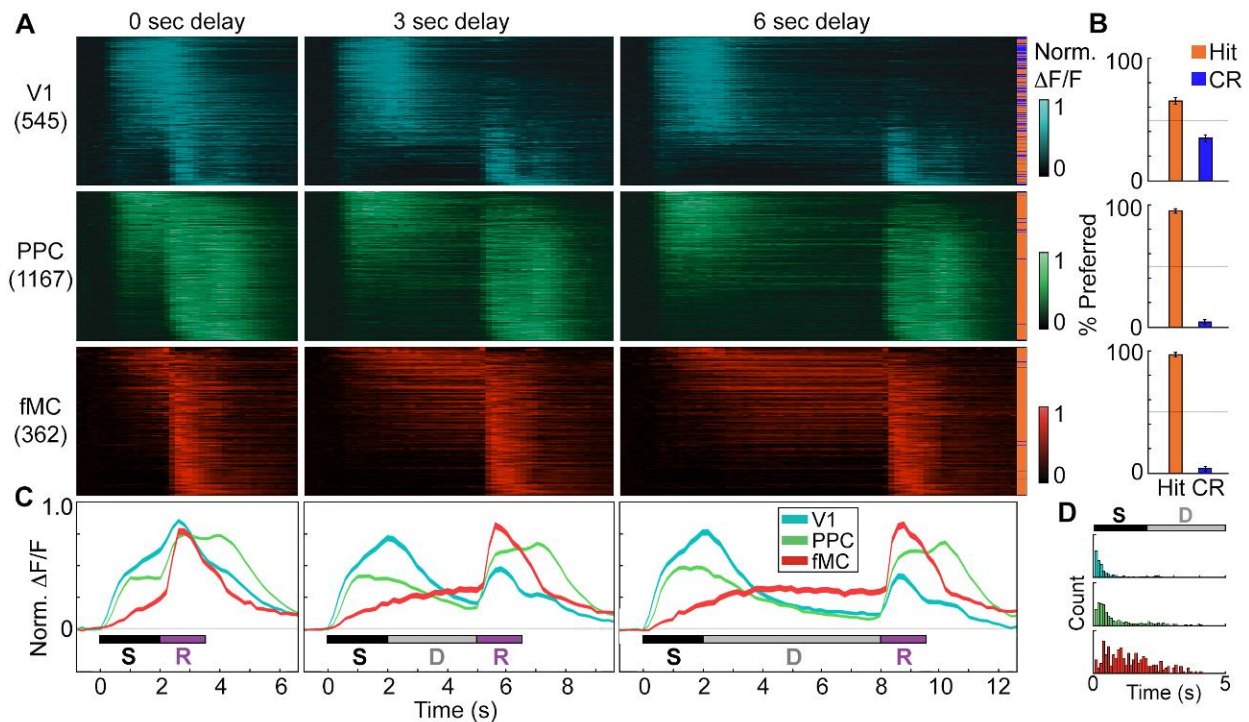 A
0 sec delay
3 sec delay
6 sec delay
V1
(545)
Norm.
ΔF/F
1
0
PPC
(1167)
1
0
fMC
(362)
1
0
B
Hit
CR
100
0
100
0
100
0
% Preferred
Hit CR
C
1.0
0
Norm. ΔF/F
S R
S D R
S D R
V1
PPC
fMC
0 2 4 6
0 2 4 6 8
0 2 4 6 8 10 12
Time (s)
D
S D
Count
0 5
Time (s)